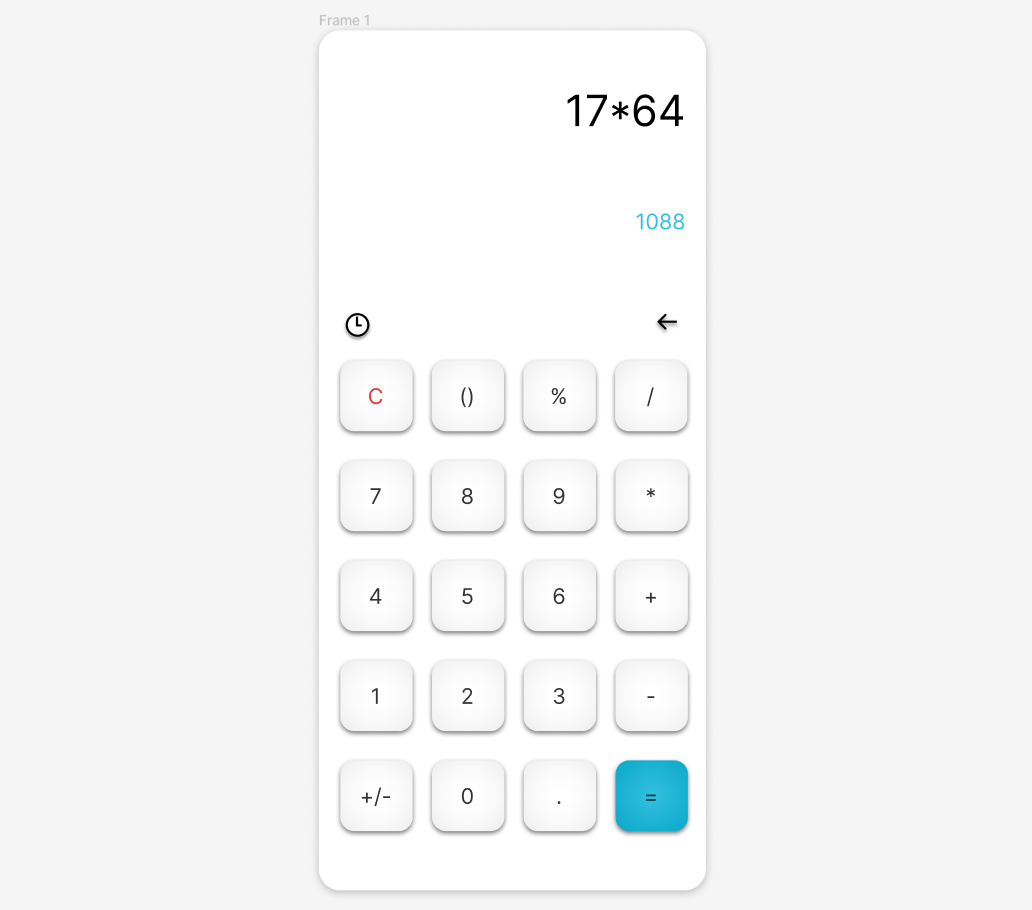 Frame 1
17*64
1088
C () % /
7 8 9 *
4 5 6 +
1 2 3 -
+/- 0 . =